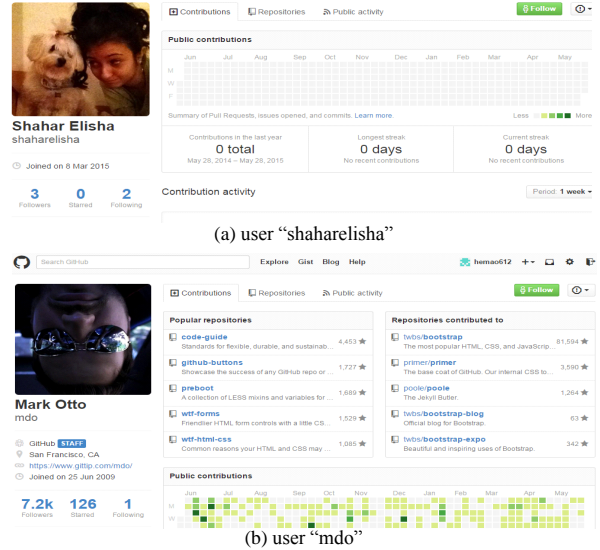 Contributions Repositories Public activity Follow
Public contributions
Jun Jul Aug Sep Oct Nov Dec Jan Feb Mar Apr May
M
W
F
Summary of Pull Requests, issues opened, and commits. Learn more. Less More
Shahar Elisha
shaharelisha
Joined on 8 Mar 2015
Contributions in the last year Longest streak Current streak
0 total 0 days 0 days
May 28, 2014 – May 28, 2015 No recent contributions No recent contributions
3 0 2
Followers Starred Following
Contribution activity Period: 1 week
(a) user “shaharelisha”
Search GitHub Explore Gist Blog Help hemao612
Contributions Repositories Public activity Follow
Popular repositories
code-guide
Standards for flexible, durable, and sustainab... 4,453
github-buttons
Showcase the success of any GitHub repo or ... 1,727
preboot
A collection of LESS mixins and variables for ... 1,689
wtf-forms
Friendlier HTML form controls with a little CS... 1,529
wtf-html-css
Common reasons your HTML and CSS may ... 1,085
Repositories contributed to
twbs/bootstrap
The most popular HTML, CSS, and JavaScrip... 81,594
primer/primer
The base coat of GitHub. Our internal CSS to... 3,590
poole/poole
The Jekyll Butler. 1,264
twbs/bootstrap-blog
Official blog for Bootstrap. 63
twbs/bootstrap-expo
Beautiful and inspiring uses of Bootstrap. 342
Mark Otto
mdo
GitHub STAFF
San Francisco, CA
https://www.gittip.com/mdo/
Joined on 25 Jun 2009
7.2k 126 1
Followers Starred Following
Public contributions
Jun Jul Aug Sep Oct Nov Dec Jan Feb Mar Apr May
M
W
(b) user “mdo”